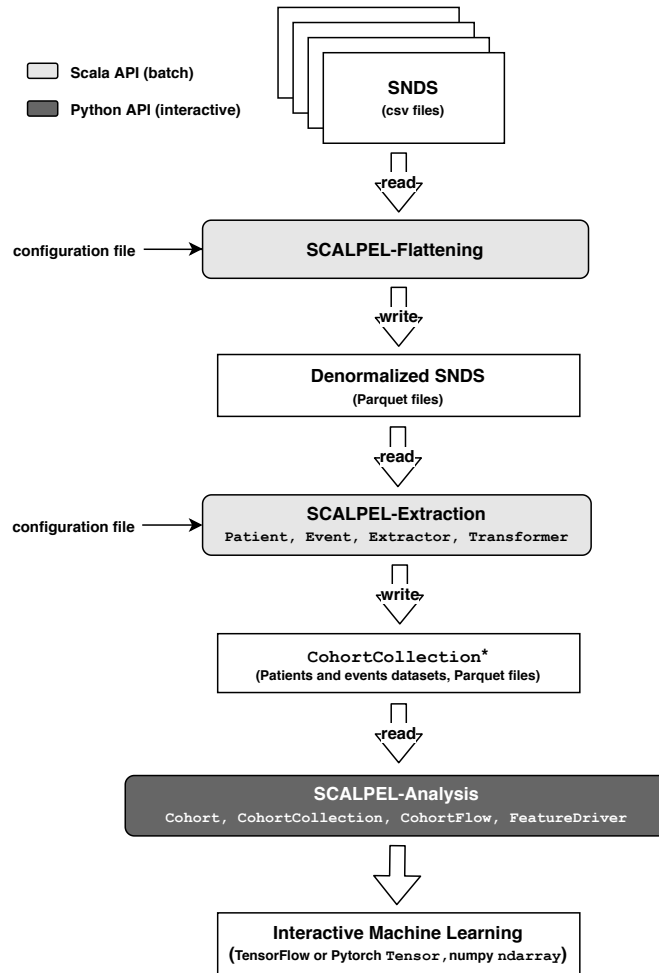 SNDS
(csv files)
Scala API (batch)
Python API (interactive)
read
configuration file
SCALPEL-Flattening
write
Denormalized SNDS
(Parquet files)
read
configuration file
SCALPEL-Extraction
Patient, Event, Extractor, Transformer
write
CohortCollection*
(Patients and events datasets, Parquet files)
read
SCALPEL-Analysis
Cohort, CohortCollection, CohortFlow, FeatureDriver
Interactive Machine Learning
(TensorFlow or Pytorch Tensor, numpy ndarray)